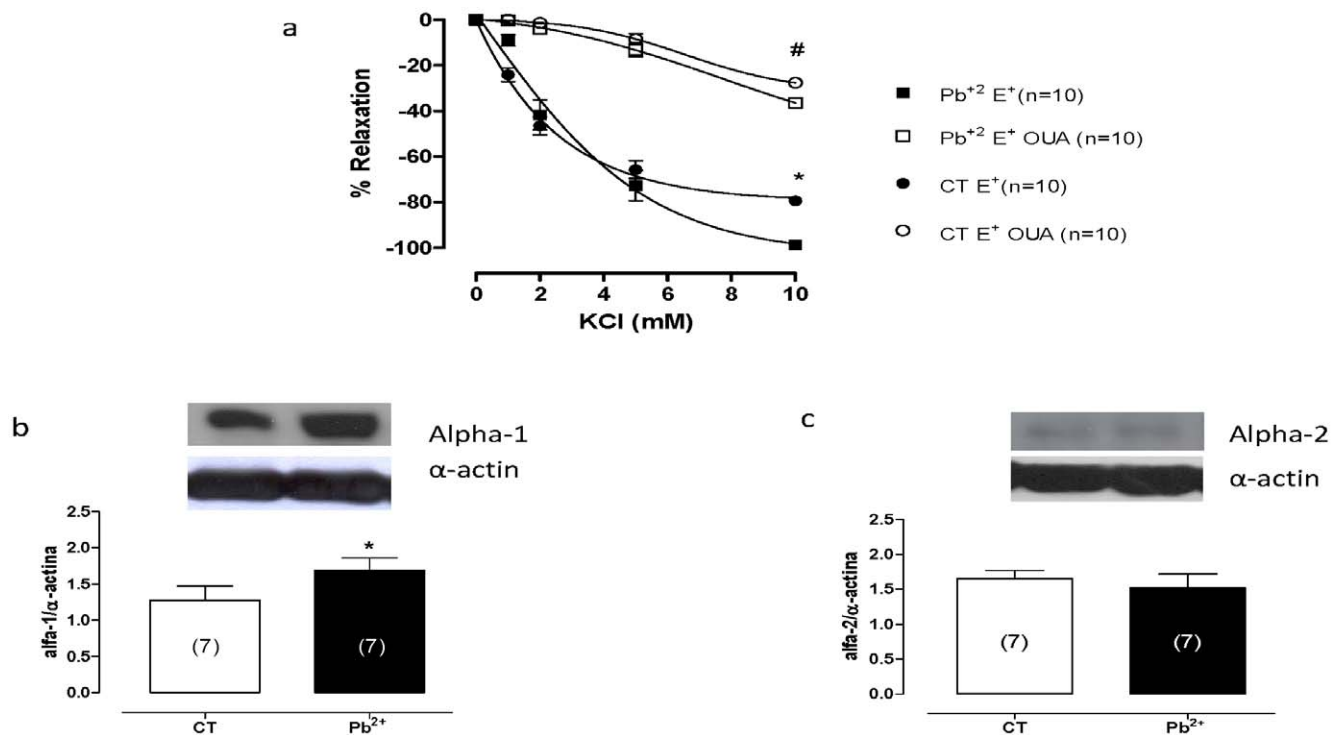 a
% Relaxation
0
-20
-40
-60
-80
-100
#
*
0 2 4 6 8 10
KCl (mM)
Pb⁺² E⁺(n=10)
Pb⁺² E⁺ OUA (n=10)
CT E⁺(n=10)
CT E⁺ OUA (n=10)
b
Alpha-1
α-actin
alfa-1/α-actina
2.5
2.0
1.5
1.0
0.5
0.0
*
(7) (7)
CT Pb²⁺
c
Alpha-2
α-actin
alfa-2/α-actina
2.5
2.0
1.5
1.0
0.5
0.0
(7) (7)
CT Pb²⁺